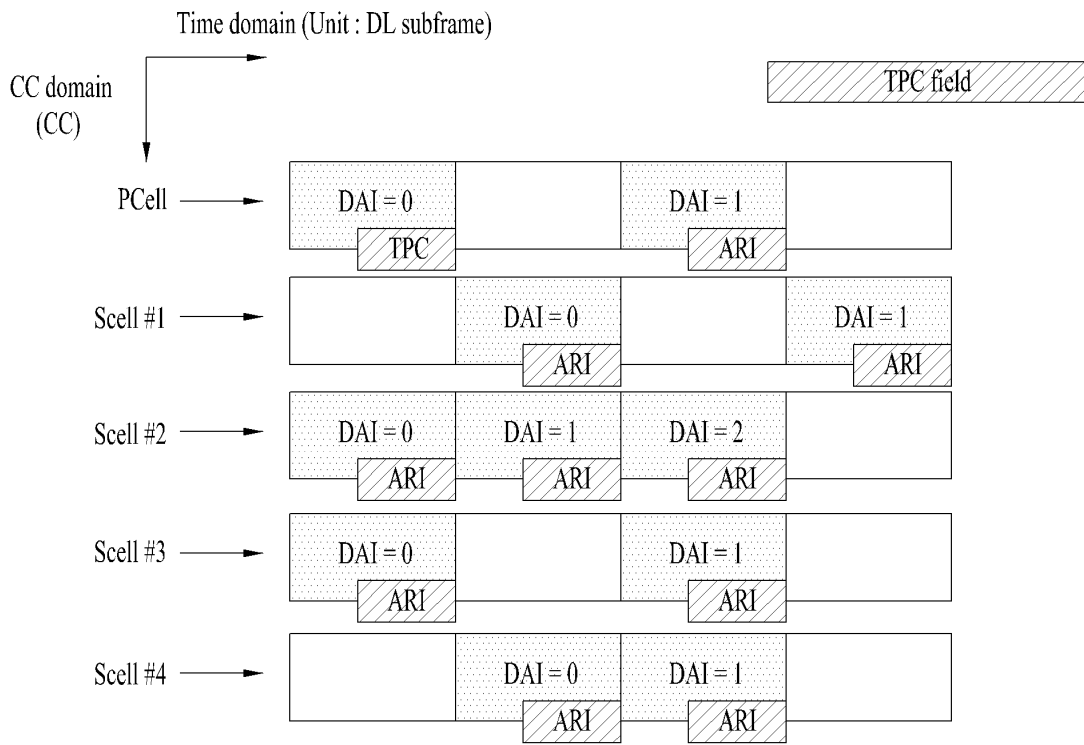 Time domain (Unit : DL subframe)
CC domain
(CC)
TPC field
PCell
DAI = 0
DAI = 1
TPC
ARI
Scell #1
DAI = 0
DAI = 1
ARI
ARI
Scell #2
DAI = 0
DAI = 1
DAI = 2
ARI
ARI
ARI
Scell #3
DAI = 0
DAI = 1
ARI
ARI
Scell #4
DAI = 0
DAI = 1
ARI
ARI